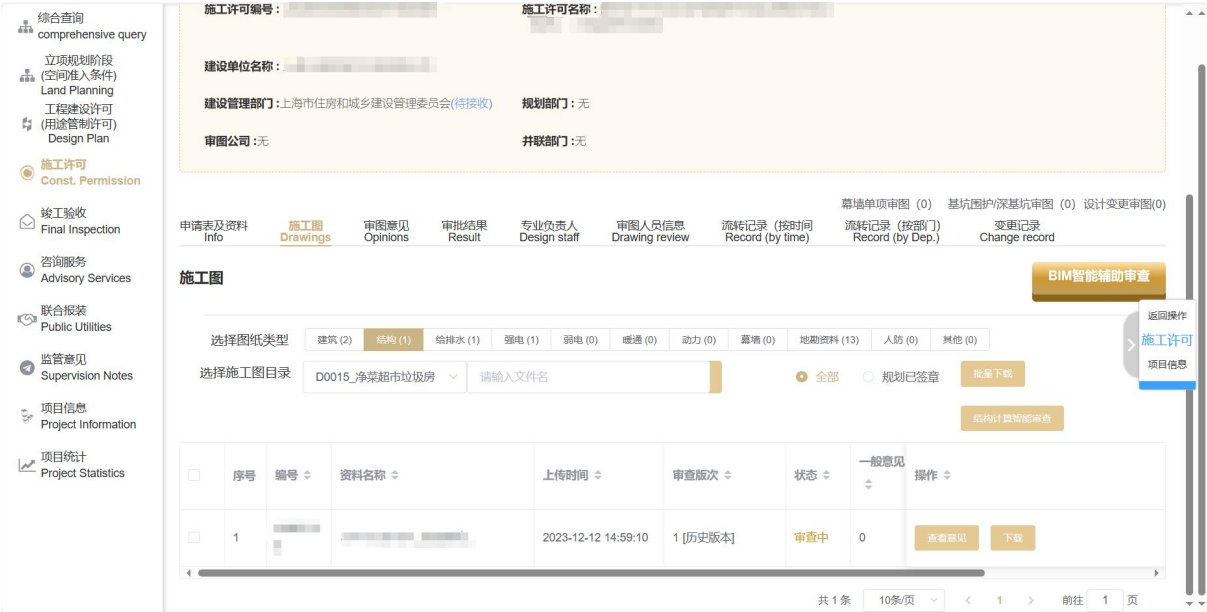 综合查询
comprehensive query
立项规划阶段
(空间准入条件)
Land Planning
工程建设许可
(用途管制许可)
Design Plan
施工许可
Const. Permission
竣工验收
Final Inspection
咨询服务
Advisory Services
联合报装
Public Utilities
监管意见
Supervision Notes
项目信息
Project Information
项目统计
Project Statistics
施工许可编号: 施工许可名称:
建设单位名称:
建设管理部门:上海市住房和城乡建设管理委员会(待接收) 规划部门:无
审图公司:无 并联部门:无
幕墙单项审图 (0) 基坑围护/深基坑审图 (0) 设计变更审图(0)
申请表及资料 施工图 审图意见 审批结果 专业负责人 审图人员信息 流转记录 (按时间 流转记录 (按部门) 变更记录
Info Drawings Opinions Result Design staff Drawing review Record (by time) Record (by Dep.) Change record
施工图 BIM智能辅助审查
返回操作
施工许可
项目信息
选择图纸类型 建筑 (2) 结构 (1) 给排水 (1) 强电 (1) 弱电 (0) 暖通 (0) 动力 (0) 幕墙 (0) 地勘资料 (13) 人防 (0) 其他 (0)
选择施工图目录 D0015_净菜超市垃圾房 请输入文件名 全部 规划已签章 批量下载
结构计算智能审查
序号 编号 资料名称 上传时间 审查版次 状态 一般意见 操作
1 2023-12-12 14:59:10 1 [历史版本] 审查中 0 查看意见 下载
共 1 条 10条/页 < 1 > 前往 1 页